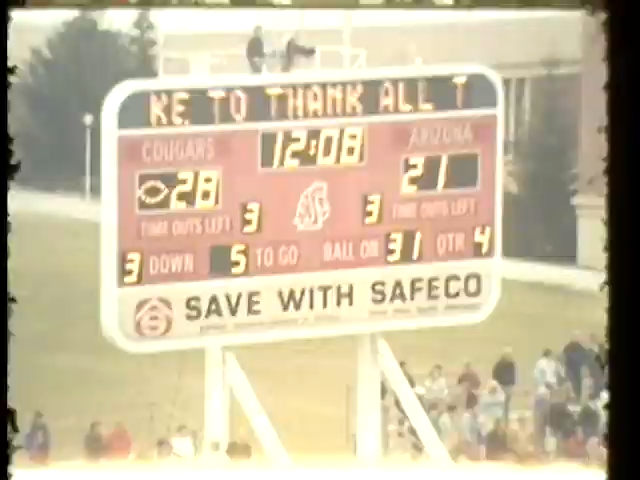 KE TO THANK ALL T
COUGARS 12:08 ARIZONA
28 21
TIME OUTS LEFT 3 3 TIME OUTS LEFT
3 DOWN 5 TO GO BALL ON 31 QTR 4
SAVE WITH SAFECO